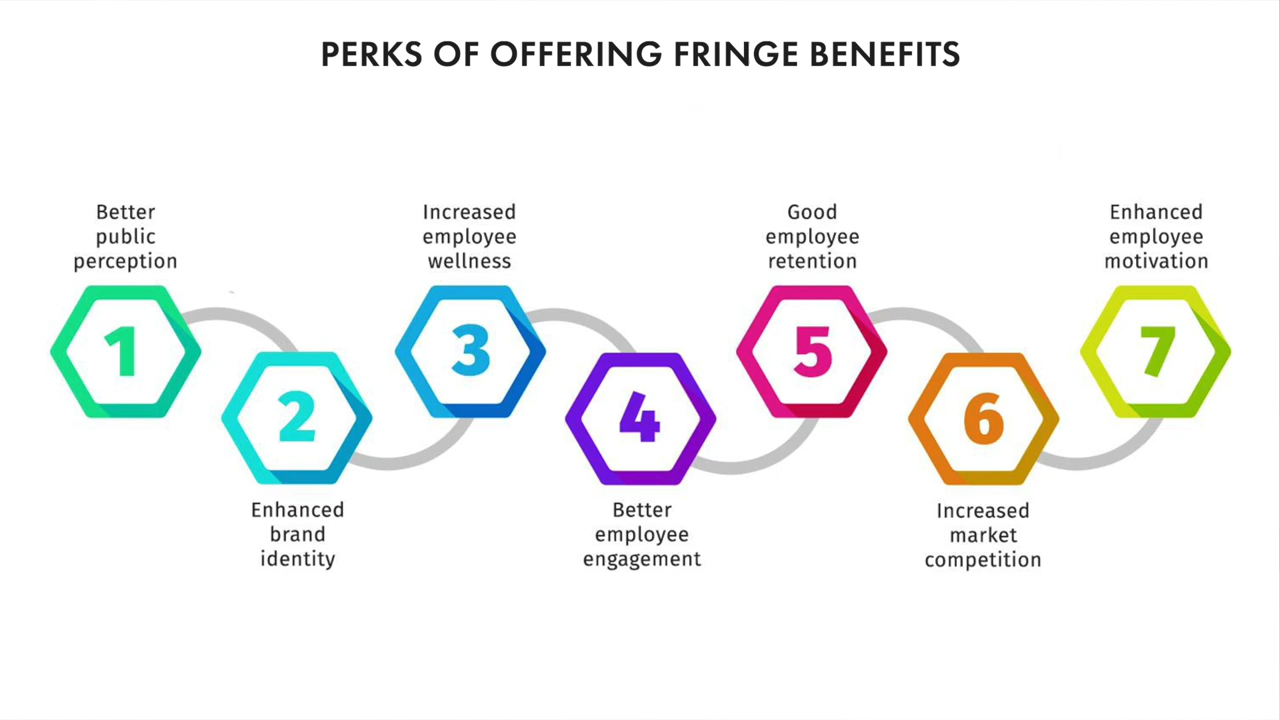 PERKS OF OFFERING FRINGE BENEFITS
Better
public
perception
1
Enhanced
brand
identity
2
Increased
employee
wellness
3
Better
employee
engagement
4
Good
employee
retention
5
Increased
market
competition
6
Enhanced
employee
motivation
7